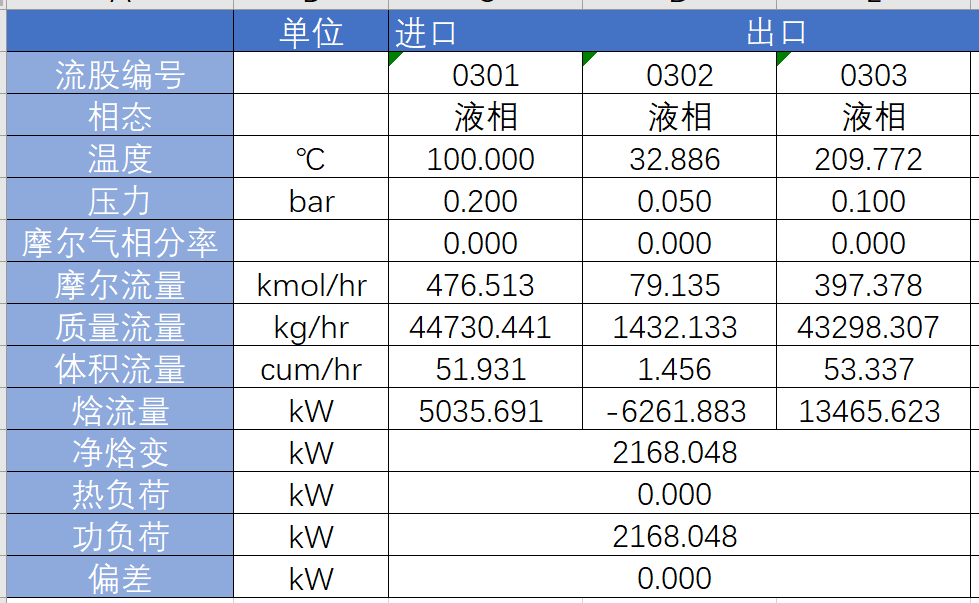 单位 进口 出口
流股编号 0301 0302 0303
相态 液相 液相 液相
温度 ℃ 100.000 32.886 209.772
压力 bar 0.200 0.050 0.100
摩尔气相分率 0.000 0.000 0.000
摩尔流量 kmol/hr 476.513 79.135 397.378
质量流量 kg/hr 44730.441 1432.133 43298.307
体积流量 cum/hr 51.931 1.456 53.337
焓流量 kW 5035.691 -6261.883 13465.623
净焓变 kW 2168.048
热负荷 kW 0.000
功负荷 kW 2168.048
偏差 kW 0.000